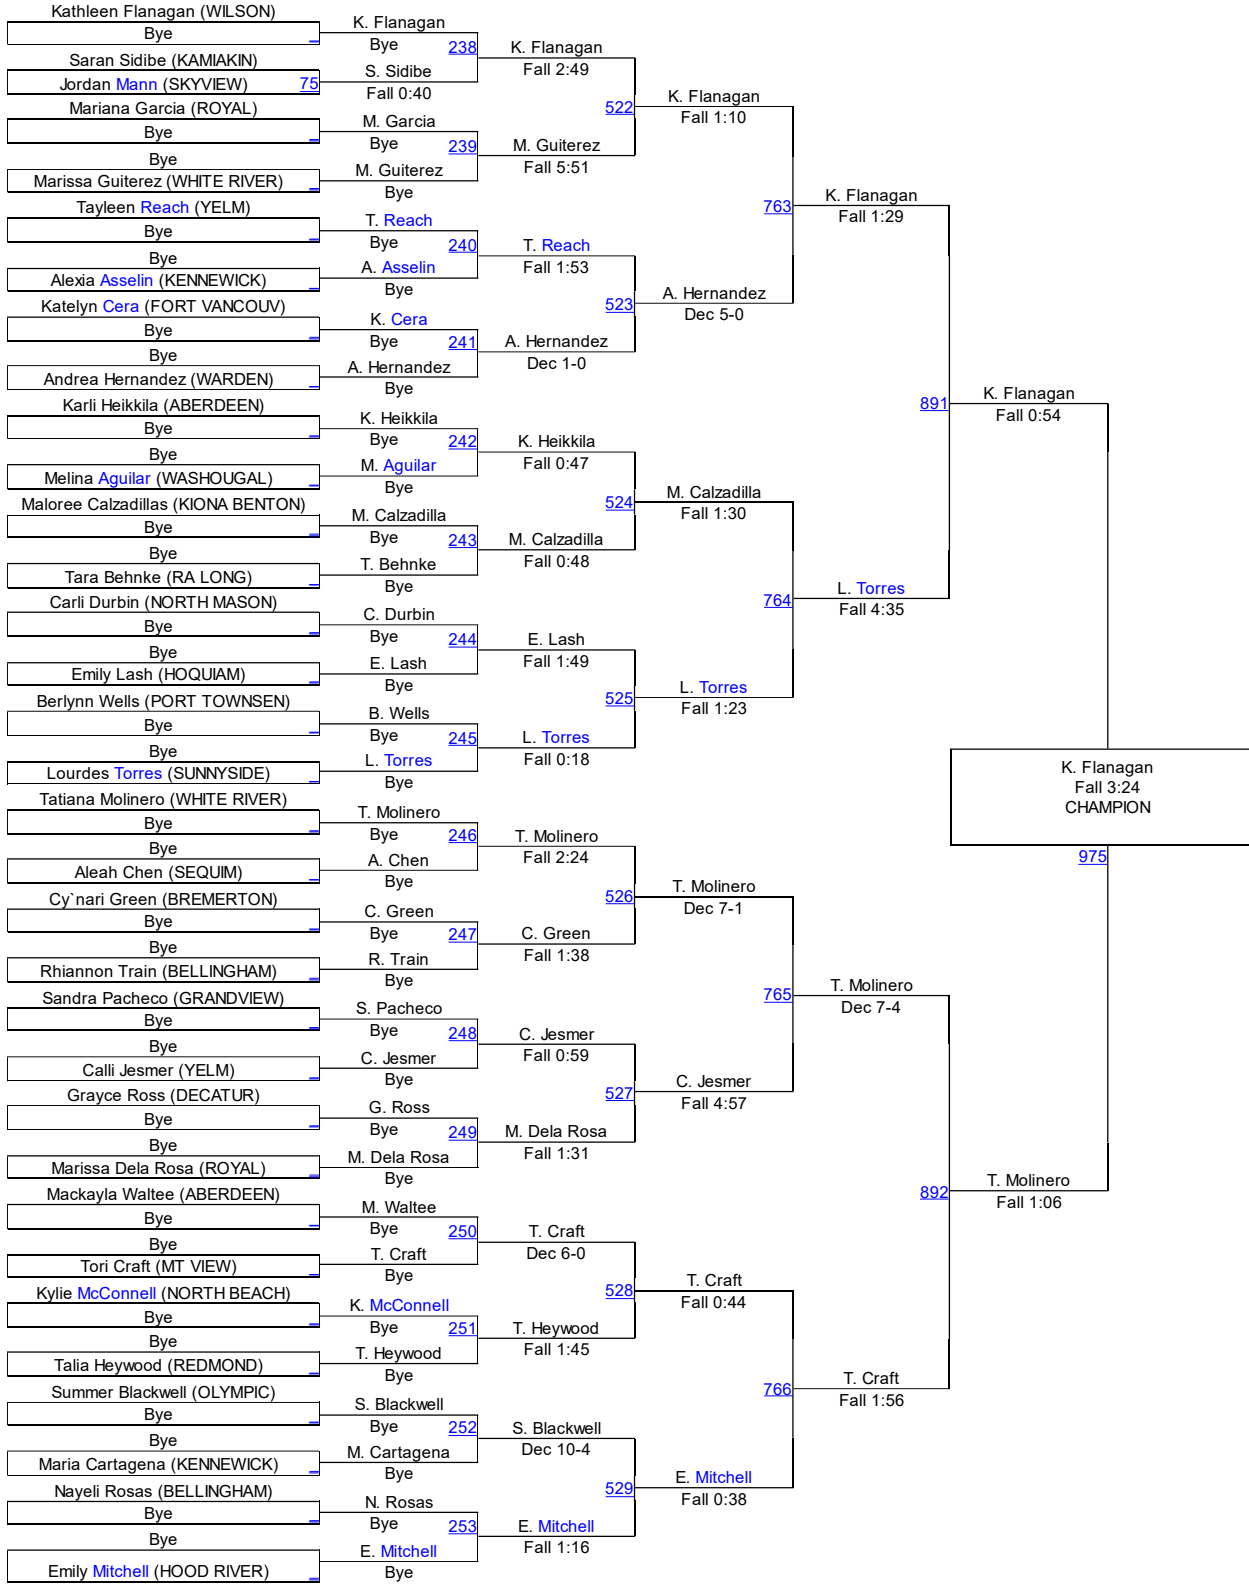 Kathleen Flanagan (WILSON)
Bye
Saran Sidibe (KAMIAKIN)
Jordan Mann (SKYVIEW) 75
Mariana Garcia (ROYAL)
Bye
Bye
Marissa Guiterez (WHITE RIVER)
Tayleen Reach (YELM)
Bye
Bye
Alexia Asselin (KENNEWICK)
Katelyn Cera (FORT VANCOUV)
Bye
Bye
Andrea Hernandez (WARDEN)
Karli Heikkila (ABERDEEN)
Bye
Bye
Melina Aguilar (WASHOUGAL)
Maloree Calzadillas (KIONA BENTON)
Bye
Bye
Tara Behnke (RA LONG)
Carli Durbin (NORTH MASON)
Bye
Bye
Emily Lash (HOQUIAM)
Berlynn Wells (PORT TOWNSEN)
Bye
Bye
Lourdes Torres (SUNNYSIDE)
Tatiana Molinero (WHITE RIVER)
Bye
Bye
Aleah Chen (SEQUIM)
Cy`nari Green (BREMERTON)
Bye
Bye
Rhiannon Train (BELLINGHAM)
Sandra Pacheco (GRANDVIEW)
Bye
Bye
Calli Jesmer (YELM)
Grayce Ross (DECATUR)
Bye
Bye
Marissa Dela Rosa (ROYAL)
Mackayla Waltee (ABERDEEN)
Bye
Bye
Tori Craft (MT VIEW)
Kylie McConnell (NORTH BEACH)
Bye
Bye
Talia Heywood (REDMOND)
Summer Blackwell (OLYMPIC)
Bye
Bye
Maria Cartagena (KENNEWICK)
Nayeli Rosas (BELLINGHAM)
Bye
Bye
Emily Mitchell (HOOD RIVER)
K. Flanagan
Bye 238
S. Sidibe
Fall 0:40
M. Garcia
Bye 239
M. Guiterez
Bye
T. Reach
Bye 240
A. Asselin
Bye
K. Cera
Bye 241
A. Hernandez
Bye
K. Heikkila
Bye 242
M. Aguilar
Bye
M. Calzadilla
Bye 243
T. Behnke
Bye
C. Durbin
Bye 244
E. Lash
Bye
B. Wells
Bye 245
L. Torres
Bye
T. Molinero
Bye 246
A. Chen
Bye
C. Green
Bye 247
R. Train
Bye
S. Pacheco
Bye 248
C. Jesmer
Bye
G. Ross
Bye 249
M. Dela Rosa
Bye
M. Waltee
Bye 250
T. Craft
Bye
K. McConnell
Bye 251
T. Heywood
Bye
S. Blackwell
Bye 252
M. Cartagena
Bye
N. Rosas
Bye 253
E. Mitchell
Bye
K. Flanagan
Fall 2:49
522
M. Guiterez
Fall 5:51
T. Reach
Fall 1:53
523
A. Hernandez
Dec 1-0
K. Heikkila
Fall 0:47
524
M. Calzadilla
Fall 0:48
E. Lash
Fall 1:49
525
L. Torres
Fall 0:18
T. Molinero
Fall 2:24
526
C. Green
Fall 1:38
C. Jesmer
Fall 0:59
527
M. Dela Rosa
Fall 1:31
T. Craft
Dec 6-0
528
T. Heywood
Fall 1:45
S. Blackwell
Dec 10-4
529
E. Mitchell
Fall 1:16
K. Flanagan
Fall 1:10
763
A. Hernandez
Dec 5-0
M. Calzadilla
Fall 1:30
764
L. Torres
Fall 1:23
T. Molinero
Dec 7-1
765
C. Jesmer
Fall 4:57
T. Craft
Fall 0:44
766
E. Mitchell
Fall 0:38
K. Flanagan
Fall 1:29
891
L. Torres
Fall 4:35
T. Molinero
Dec 7-4
892
T. Craft
Fall 1:56
K. Flanagan
Fall 0:54
T. Molinero
Fall 1:06
K. Flanagan
Fall 3:24
CHAMPION
975